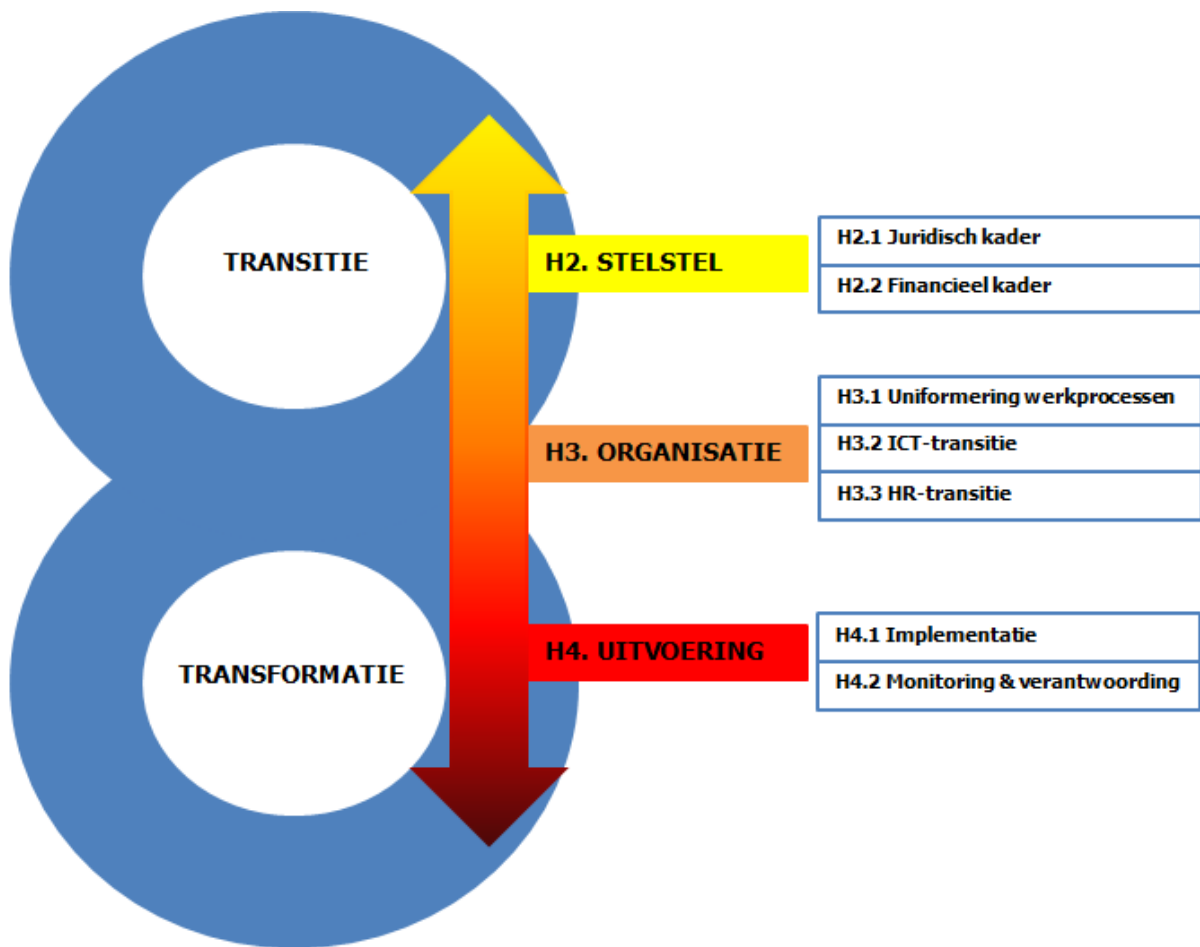 TRANSITIE
H2. STELSTEL
H2.1 Juridisch kader
H2.2 Financieel kader
H3. ORGANISATIE
H3.1 Uniformering werkprocessen
H3.2 ICT-transitie
H3.3 HR-transitie
TRANSFORMATIE
H4. UITVOERING
H4.1 Implementatie
H4.2 Monitoring & verantwoording